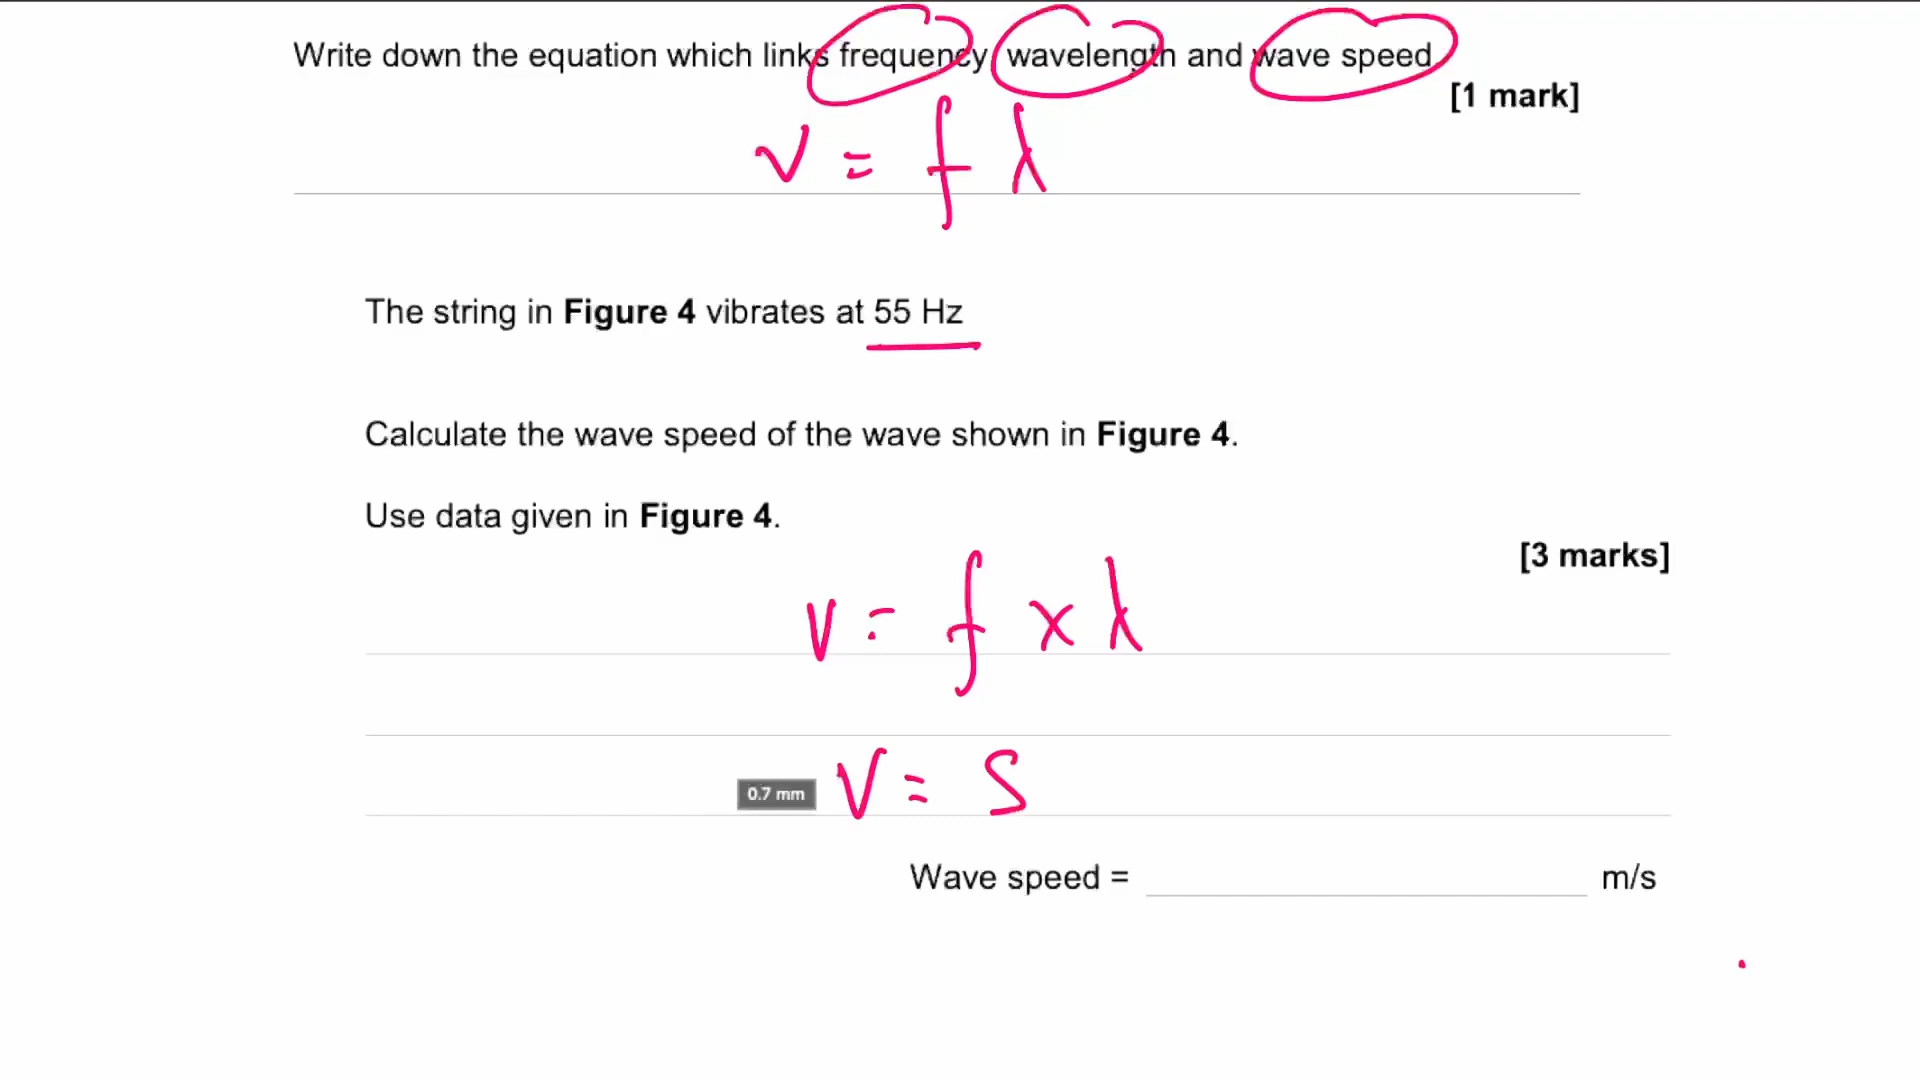 Write down the equation which links frequency wavelength and wave speed.
[1 mark]
v = f λ
The string in Figure 4 vibrates at 55 Hz
Calculate the wave speed of the wave shown in Figure 4.
Use data given in Figure 4.
[3 marks]
v = f x λ
0.7 mm
v = 5
Wave speed = m/s